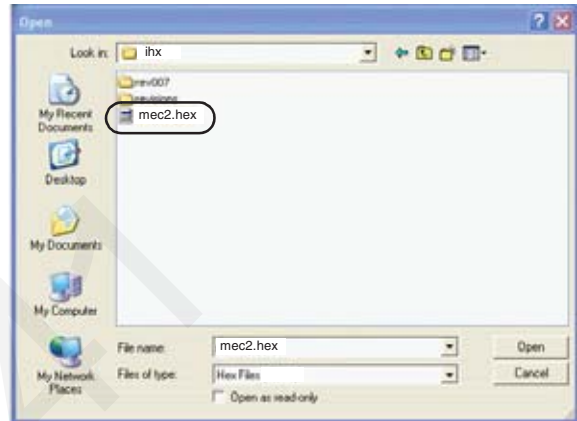 Open
Look in: ihx
rev007
revisions
mec2.hex
My Recent
Documents
Desktop
My Documents
My Computer
My Network
Places
File name: mec2.hex
Open
Files of type: Hex Files
Cancel
Open as read-only